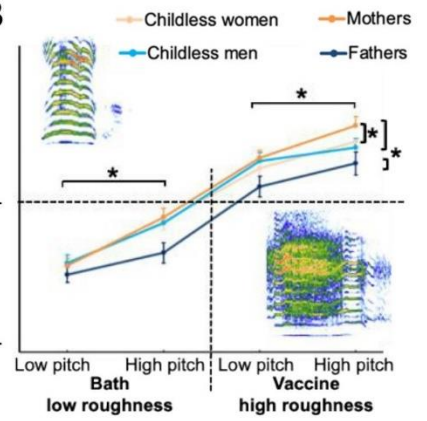 Childless women
Mothers
Childless men
Fathers
*
*
*
*
Low pitch High pitch Low pitch High pitch
Bath Vaccine
low roughness high roughness